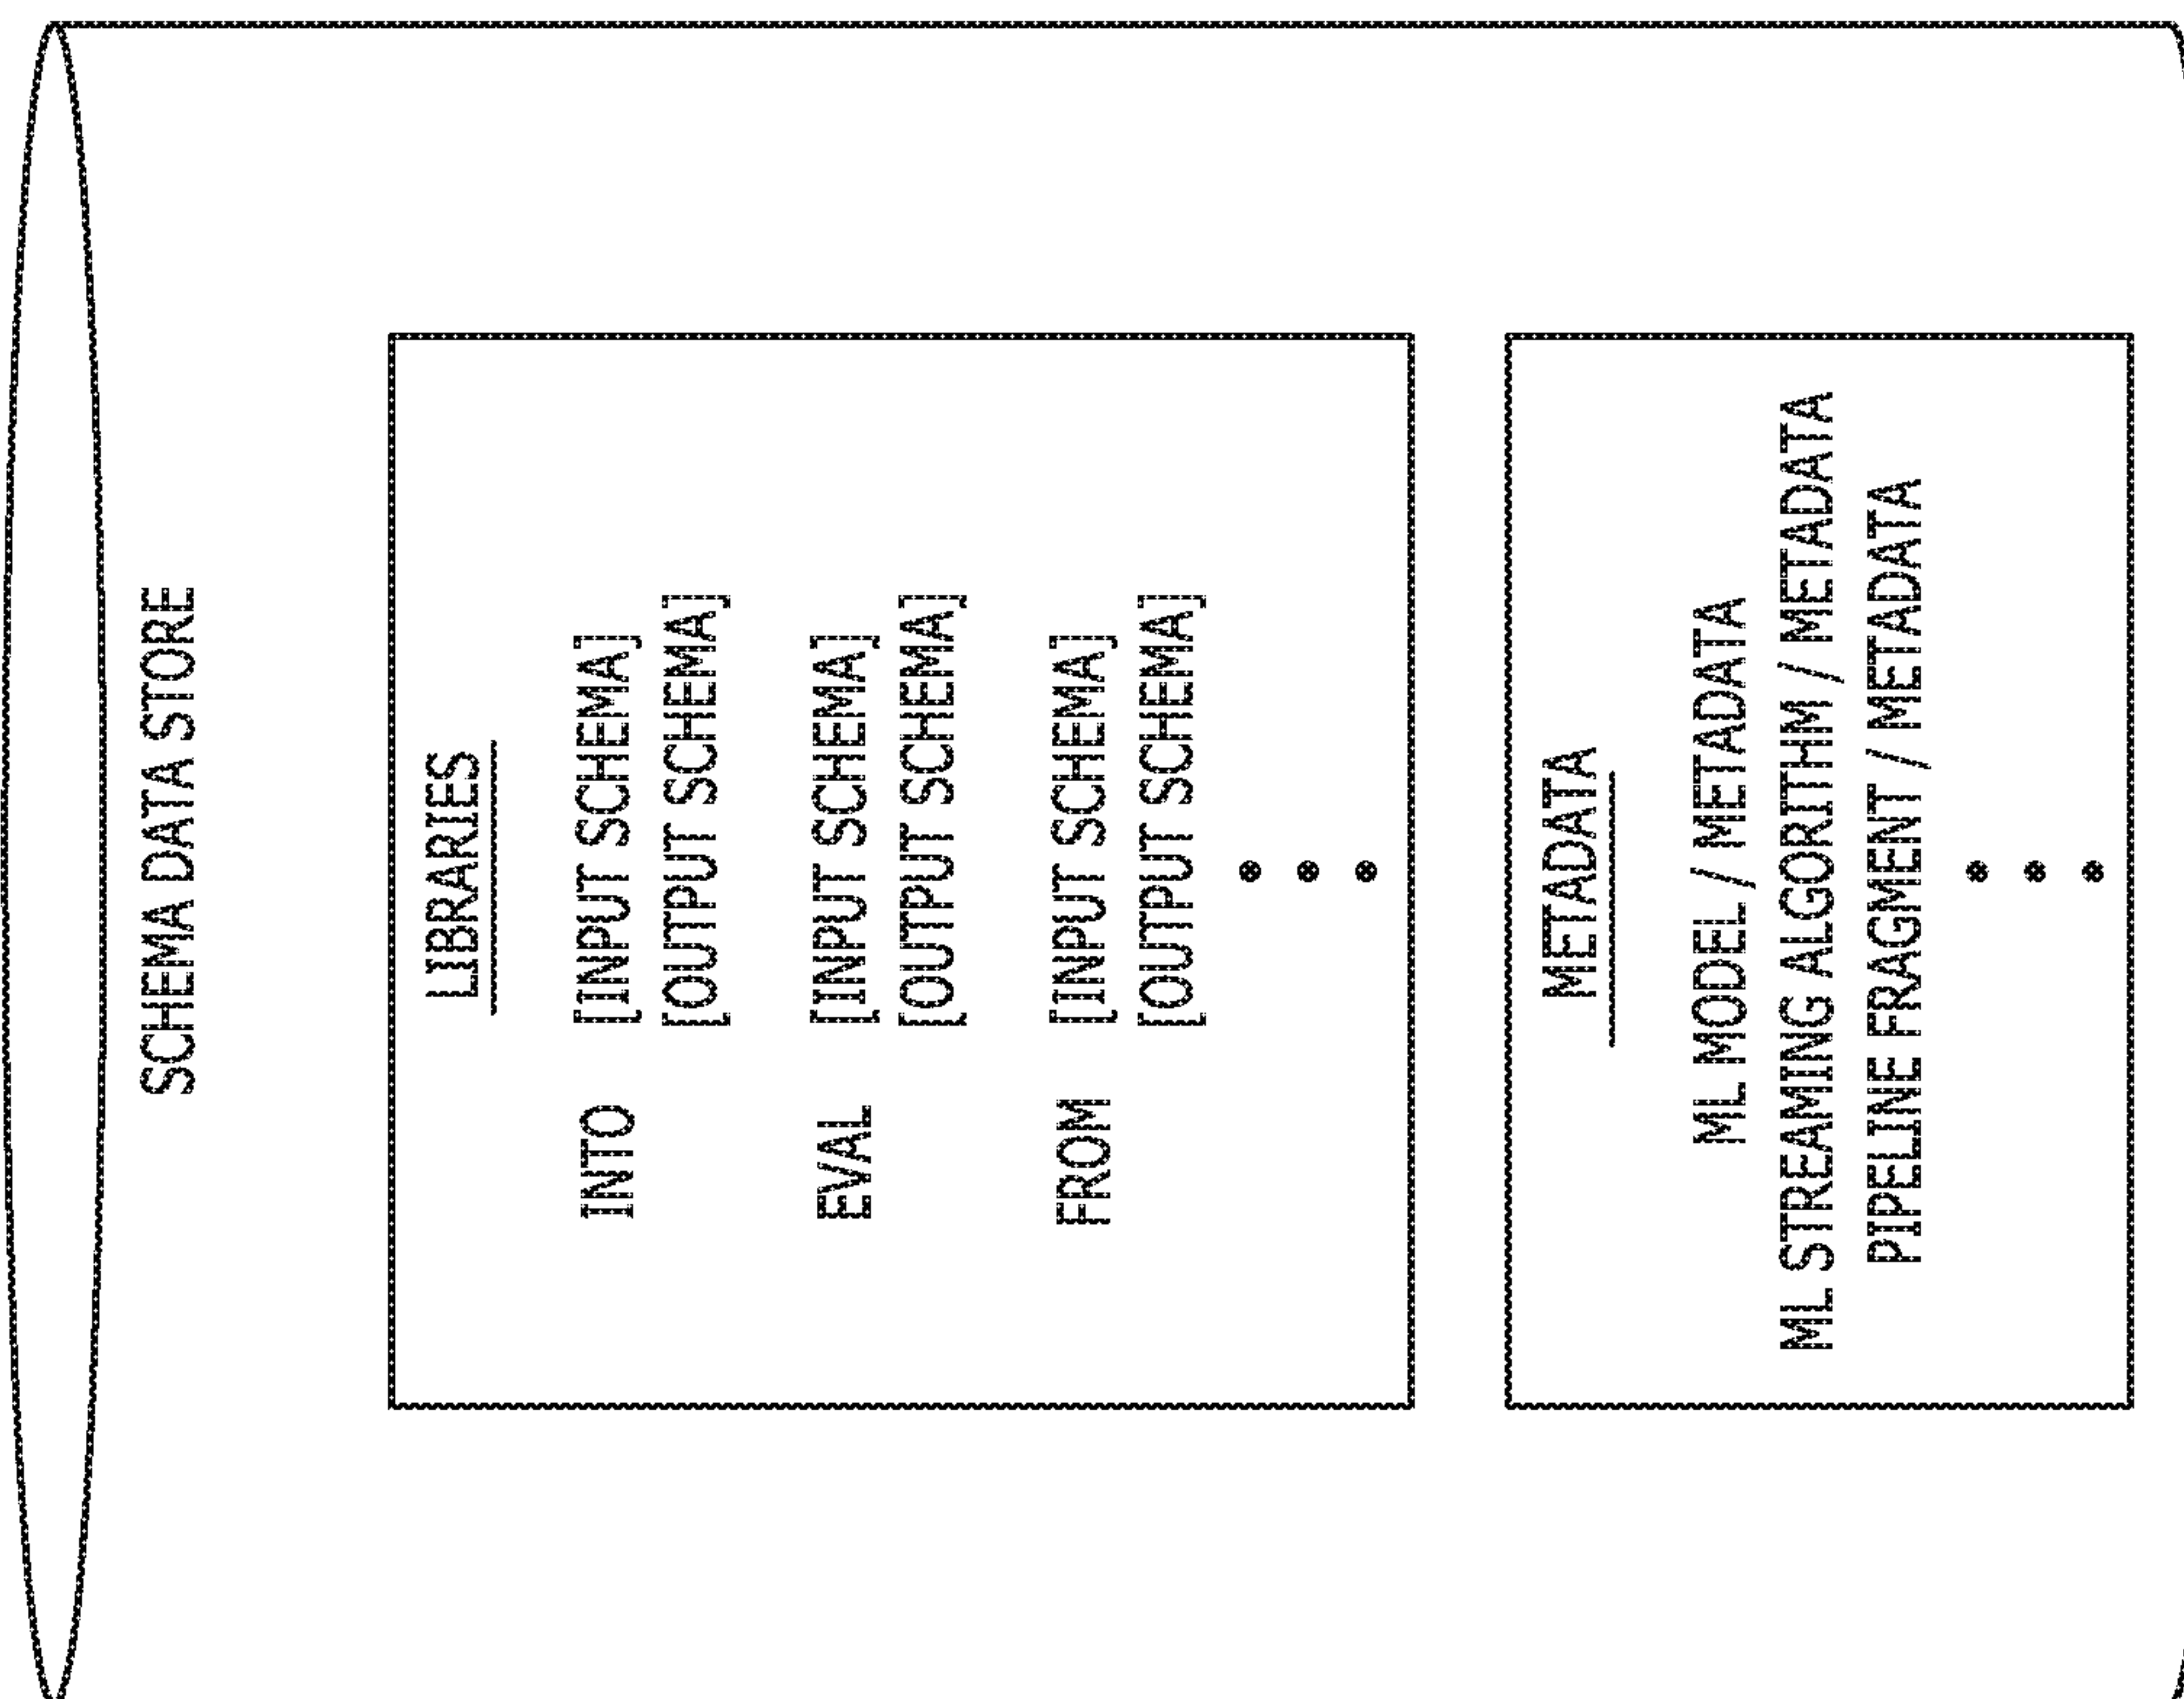 SCHEMA DATA STORE
LIBRARIES
INTO [INPUT SCHEMA]
[OUTPUT SCHEMA]
EVAL [INPUT SCHEMA]
[OUTPUT SCHEMA]
FROM [INPUT SCHEMA]
[OUTPUT SCHEMA]
METADATA
ML MODEL / METADATA
ML STREAMING ALGORITHM / METADATA
PIPELINE FRAGMENT / METADATA